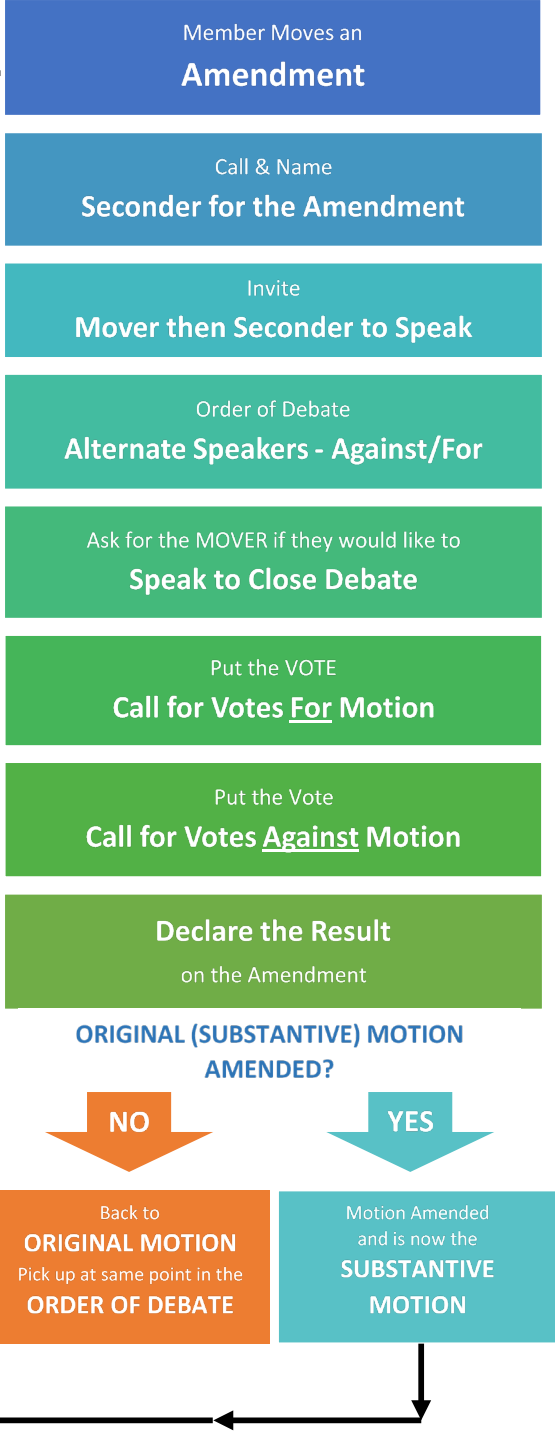 Member Moves an
Amendment
Call & Name
Seconder for the Amendment
Invite
Mover then Seconder to Speak
Order of Debate
Alternate Speakers - Against/For
Ask for the MOVER if they would like to
Speak to Close Debate
Put the VOTE
Call for Votes For Motion
Put the Vote
Call for Votes Against Motion
Declare the Result
on the Amendment
ORIGINAL (SUBSTANTIVE) MOTION
AMENDED?
NO
YES
Back to
ORIGINAL MOTION
Pick up at same point in the
ORDER OF DEBATE
Motion Amended
and is now the
SUBSTANTIVE
MOTION